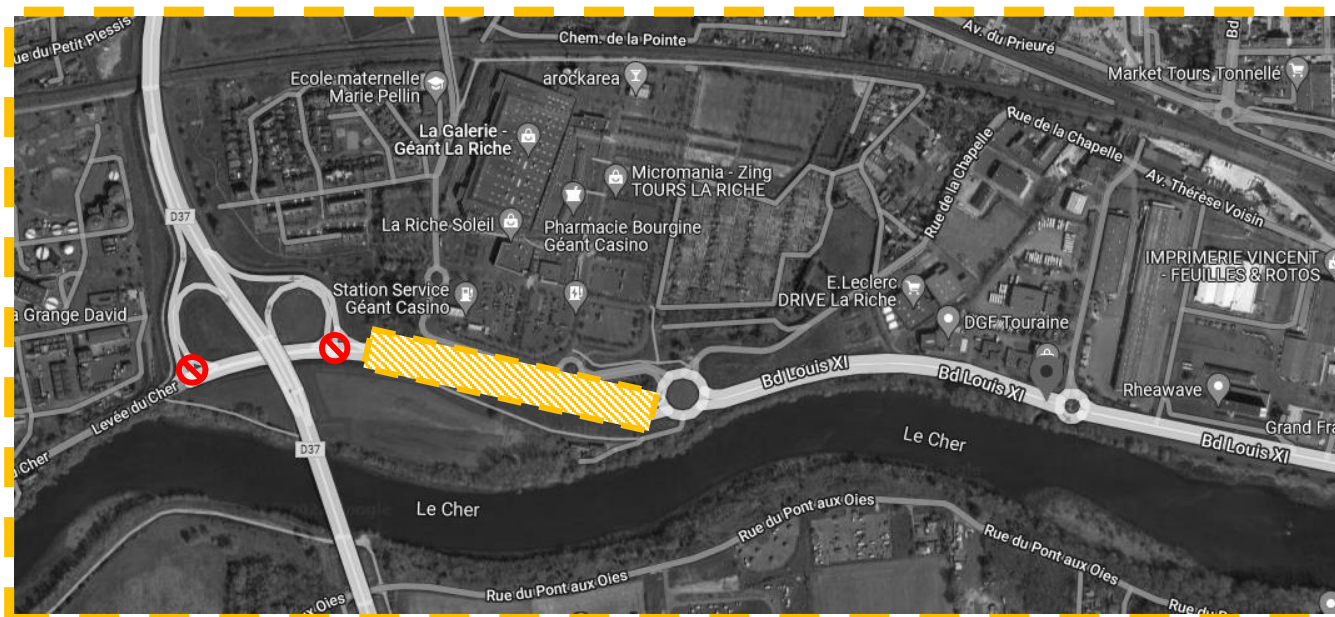 ue du Petit Plessis
Chem. de la Pointe
Av. du Prieuré
Bd
Ecole maternelle
Marie Pellin
arockarea
Market Tours Tonnellé
La Galerie -
Géant La Riche
Rue de la Chapelle
Micromania - Zing
TOURS LA RICHE
Av. Thérèse Voisin
Rue de la Chapelle
D37
La Riche Soleil
Pharmacie Bourgine
Géant Casino
IMPRIMERIE VINCENT
- FEUILLES & ROTOS
Station Service
Géant Casino
E.Leclerc
DRIVE La Riche
a Grange David
DGF Touraine
Bd Louis XI
Bd Louis XI
Rheawave
Levée du Cher
Grand Fra
Le Cher
Bd Louis XI
D37
u Cher
Le Cher
Rue du Pont aux Oies
Rue du Pont aux Oies
Rue du Pont aux Oies
x Oies
Rue du P